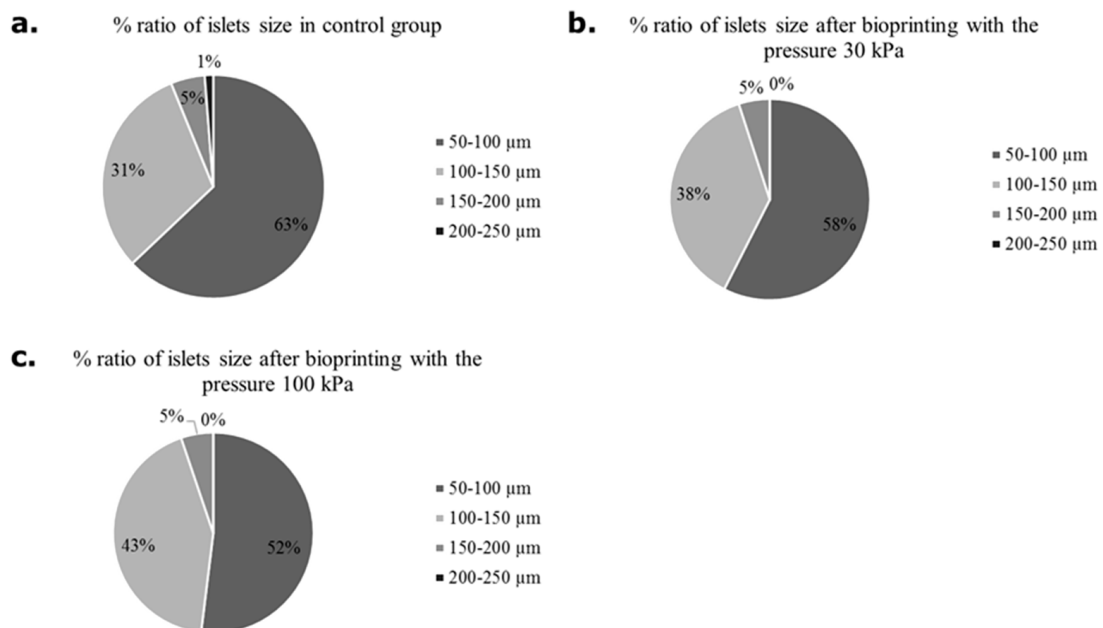 a.
% ratio of islets size in control group
1%
5%
31%
63%
50-100 µm
100-150 µm
150-200 µm
200-250 µm
b.
% ratio of islets size after bioprinting with the
pressure 30 kPa
5% 0%
38%
58%
50-100 µm
100-150 µm
150-200 µm
200-250 µm
c.
% ratio of islets size after bioprinting with the
pressure 100 kPa
5% 0%
43%
52%
50-100 µm
100-150 µm
150-200 µm
200-250 µm